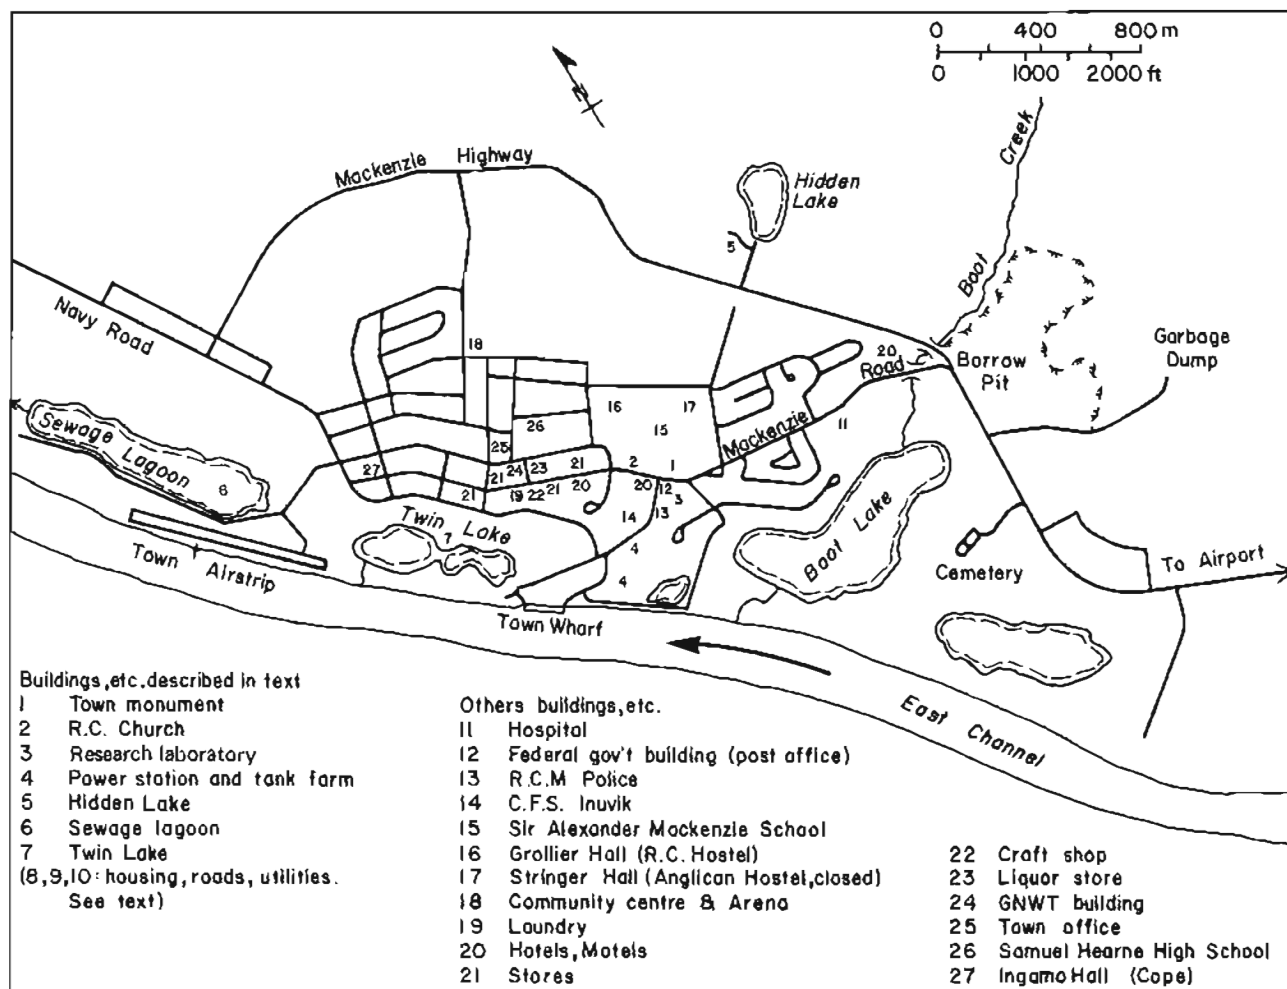 0 400 800 m
0 1000 2000 ft
N
Mackenzie Highway
Hidden
Lake
5
Boot Creek
Navy Road
Garbage
Dump
Borrow
Pit
20
Mackenzie Road
18
16
17
15
11
26
25
24
23
21
2
1
27
21
21
19
22
21
20
20
12
3
13
14
4
4
Sewage
Lagoon
6
Twin Lake
7
Boot Lake
Cemetery
To Airport
Town Airstrip
Town Wharf
East Channel
Buildings,etc.described in text
1 Town monument
2 R.C. Church
3 Research laboratory
4 Power station and tank farm
5 Hidden Lake
6 Sewage lagoon
7 Twin Lake
(8,9,10: housing, roads, utilities.
See text)
Others buildings,etc.
11 Hospital
12 Federal gov't building (post office)
13 R.C.M Police
14 C.F.S. Inuvik
15 Sir Alexander Mackenzie School
16 Grollier Hall (R.C. Hostel)
17 Stringer Hall (Anglican Hostel,closed)
18 Community centre & Arena
19 Laundry
20 Hotels, Motels
21 Stores
22 Craft shop
23 Liquor store
24 GNWT building
25 Town office
26 Samuel Hearne High School
27 Ingamo Hall (Cope)